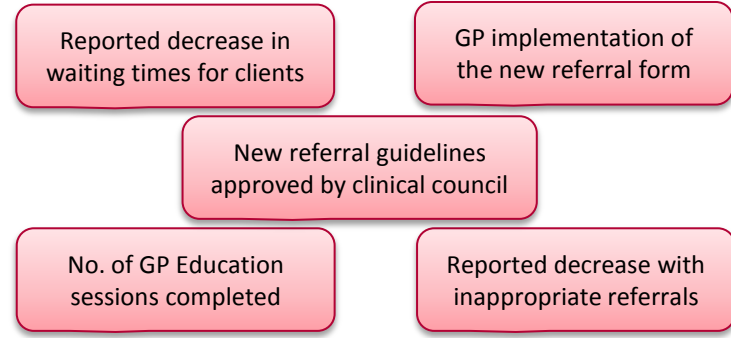 Reported decrease in
waiting times for clients
GP implementation of
the new referral form
New referral guidelines
approved by clinical council
No. of GP Education
sessions completed
Reported decrease with
inappropriate referrals